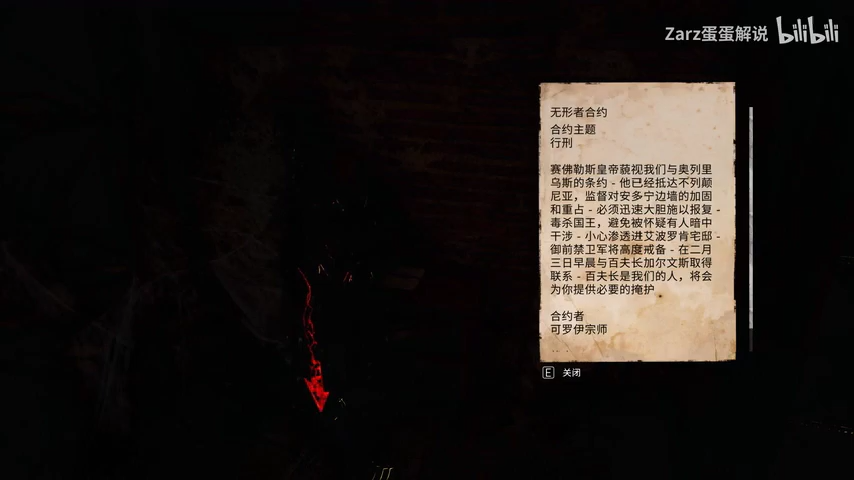 Zarz蛋蛋解说 bilibili
无形者合约
合约主题
行刑
赛佛勒斯皇帝藐视我们与奥列里
乌斯的条约 - 他已经抵达不列颠
尼亚，监督对安多宁边墙的加固
和重占 - 必须迅速大胆施以报复 -
毒杀国王，避免被怀疑有人暗中
干涉 - 小心渗透进艾波罗肯宅邸 -
御前禁卫军将高度戒备 - 在二月
三日早晨与百夫长加尔文斯取得
联系 - 百夫长是我们的人，将会
为你提供必要的掩护
合约者
可罗伊宗师
E 关闭